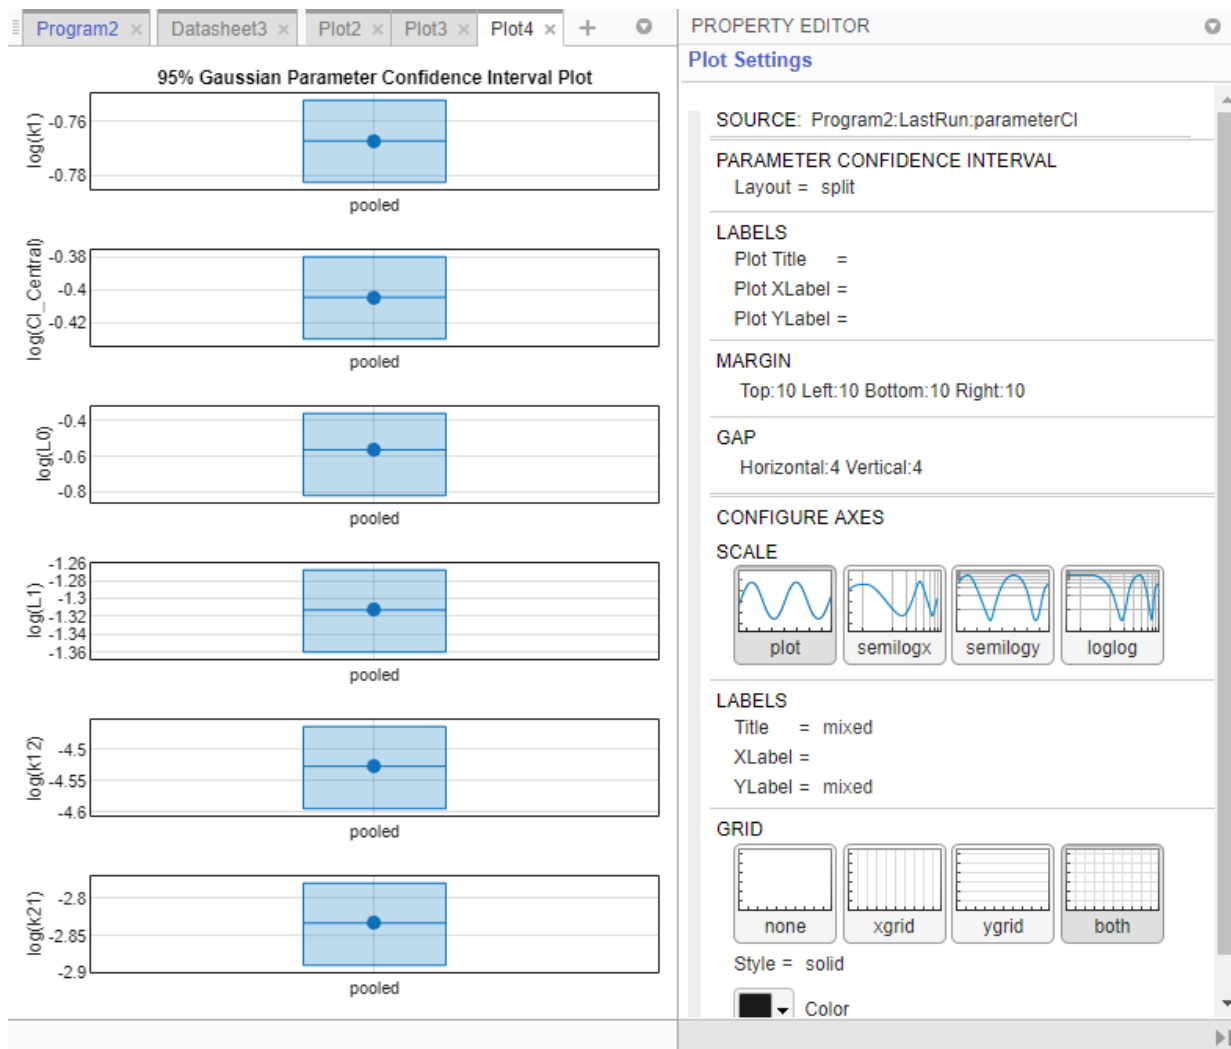 Program2 × Datasheet3 × Plot2 × Plot3 × Plot4 × +
95% Gaussian Parameter Confidence Interval Plot
log(k1)
-0.76
-0.78
pooled
log(Cl_Central)
-0.38
-0.4
-0.42
pooled
log(L0)
-0.4
-0.6
-0.8
pooled
log(L1)
-1.26
-1.28
-1.3
-1.32
-1.34
-1.36
pooled
log(k12)
-4.5
-4.55
-4.6
pooled
log(k21)
-2.8
-2.85
-2.9
pooled
PROPERTY EDITOR
Plot Settings
SOURCE: Program2:LastRun:parameterCI
PARAMETER CONFIDENCE INTERVAL
Layout = split
LABELS
Plot Title =
Plot XLabel =
Plot YLabel =
MARGIN
Top:10 Left:10 Bottom:10 Right:10
GAP
Horizontal:4 Vertical:4
CONFIGURE AXES
SCALE
plot semilogx semilogy loglog
LABELS
Title = mixed
XLabel =
YLabel = mixed
GRID
none xgrid ygrid both
Style = solid
Color